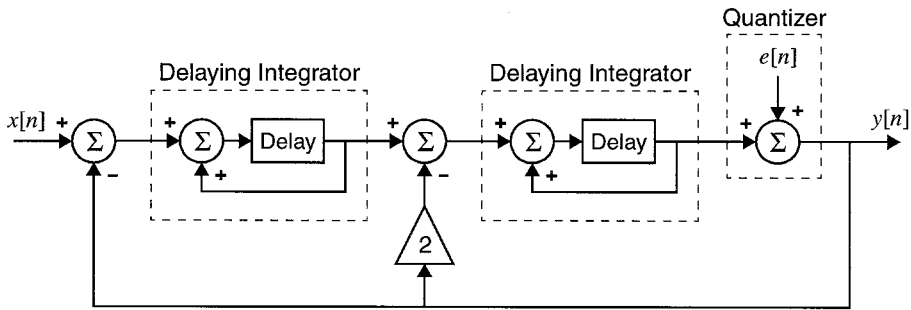 Quantizer
Delaying Integrator
Delaying Integrator
e[n]
x[n] + Σ + Σ Delay + Σ + Σ Delay + Σ + y[n]
− + − +
2